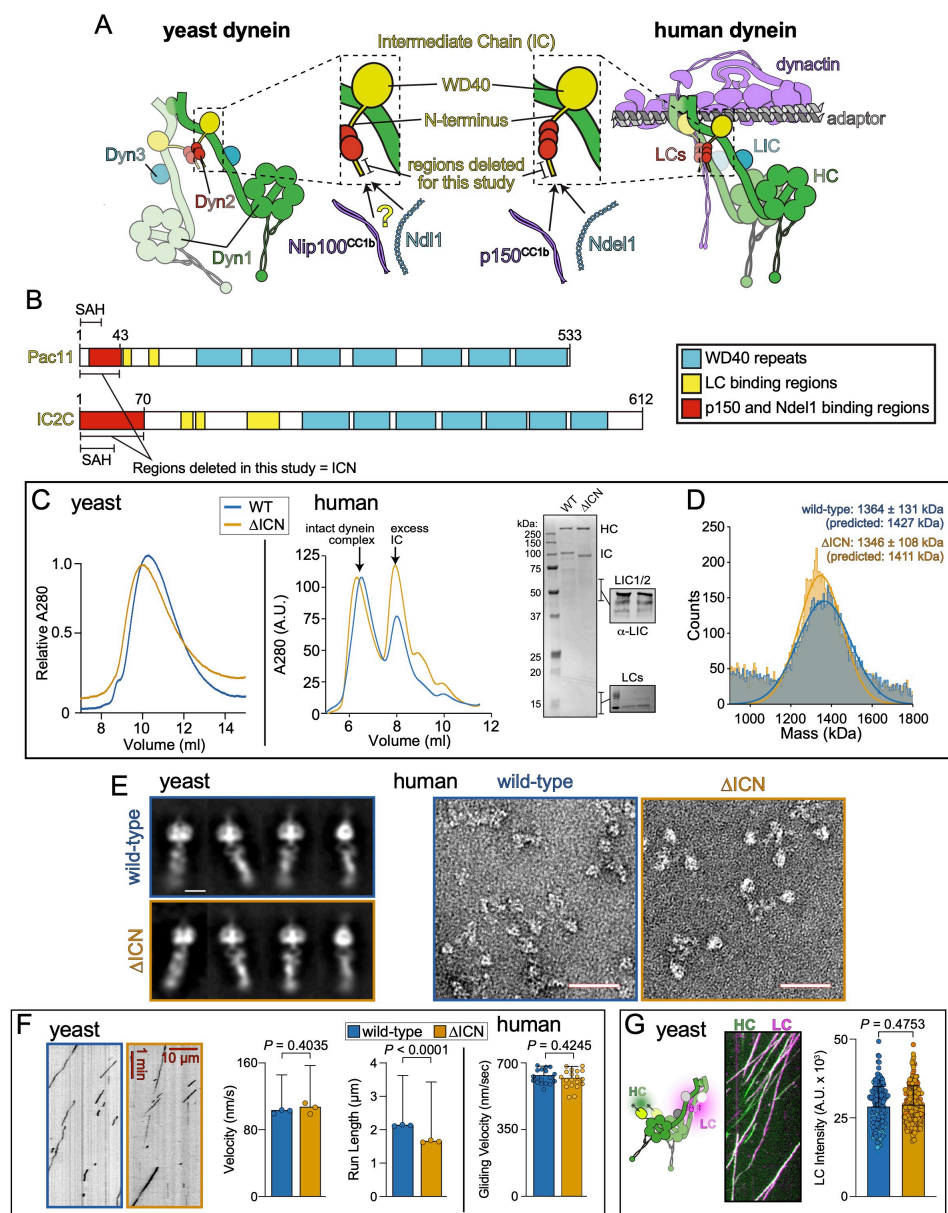 A
yeast dynein
human dynein
Intermediate Chain (IC)
WD40
N-terminus
regions deleted
for this study
dynactin
adaptor
Dyn3
Dyn2
Dyn1
LCs
LIC
HC
?
Nip100CC1b
Ndl1
p150CC1b
Ndel1
B
SAH
1
43
533
Pac11
1
70
612
IC2C
SAH
Regions deleted in this study = ICN
WD40 repeats
LC binding regions
p150 and Ndel1 binding regions
C
yeast
WT
ΔICN
human
intact dynein
complex
excess
IC
Relative A280
1.0
0.5
0
8
10
12
14
Volume (ml)
A280 (A.U.)
125
100
75
50
25
0
6
8
10
12
Volume (ml)
WT
ΔICN
kDa:
250
150
100
75
50
37
25
20
15
HC
IC
LIC1/2
α-LIC
LCs
D
wild-type: 1364 ± 131 kDa
(predicted: 1427 kDa)
ΔICN: 1346 ± 108 kDa
(predicted: 1411 kDa)
Counts
250
200
150
100
50
0
1000
1200
1400
1600
1800
Mass (kDa)
E
yeast
human
wild-type
ΔICN
wild-type
ΔICN
F
yeast
wild-type
ΔICN
human
1 min
10 µm
P = 0.4035
Velocity (nm/s)
160
80
0
P < 0.0001
Run Length (µm)
4
3
2
1
0
P = 0.4245
Gliding Velocity (nm/sec)
700
350
0
G
yeast
HC
LC
HC
LC
P = 0.4753
LC Intensity (A.U. x 10³)
50
25
0